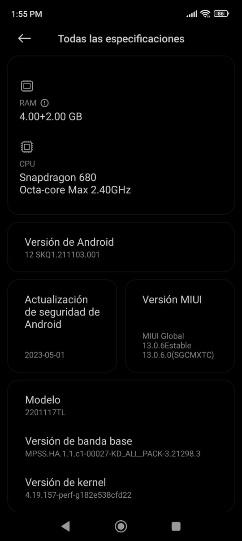 1:55 PM
Todas las especificaciones
RAM
4.00+2.00 GB
CPU
Snapdragon 680
Octa-core Max 2.40GHz
Versión de Android
12 SKQ1.211103.001
Actualización
de seguridad de
Android
2023-05-01
Versión MIUI
MIUI Global
13.0.6Estable
13.0.6.0(SGCMXTC)
Modelo
2201117TL
Versión de banda base
MPSS.HA.1.1.c1-00027-KD_ALL_PACK-3.21298.3
Versión de kernel
4.19.157-perf-g182e538cfd22